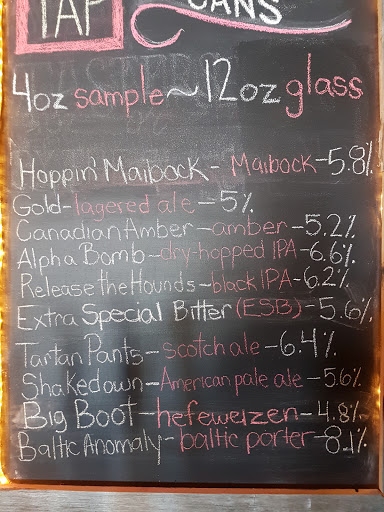 TAP CANS
4oz sample ~ 12oz glass
Hoppin' Maiback - Maibock - 5.8%
Gold - lagered ale - 5%
Canadian Amber - amber - 5.2%
Alpha Bomb - dry-hopped IPA - 6.6%
Release the Hounds - black IPA - 6.2%
Extra Special Bitter (ESB) - 5.6%
Tartan Pants - scotch ale - 6.4%
Shakedown - American pale ale - 5.6%
Big Boot - hefeweizen - 4.8%
Baltic Anomaly - baltic porter - 8.1%